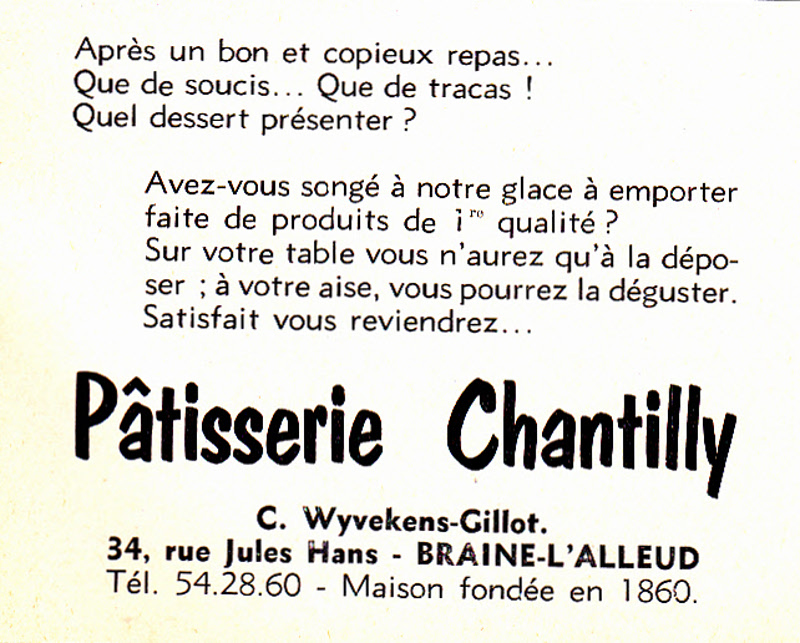 Après un bon et copieux repas...
Que de soucis... Que de tracas !
Quel dessert présenter ?
Avez-vous songé à notre glace à emporter
faite de produits de 1re qualité ?
Sur votre table vous n'aurez qu'à la dépo-
ser ; à votre aise, vous pourrez la déguster.
Satisfait vous reviendrez...
Pâtisserie Chantilly
C. Wyvekens-Gillot.
34, rue Jules Hans - BRAINE-L'ALLEUD
Tél. 54.28.60 - Maison fondée en 1860.